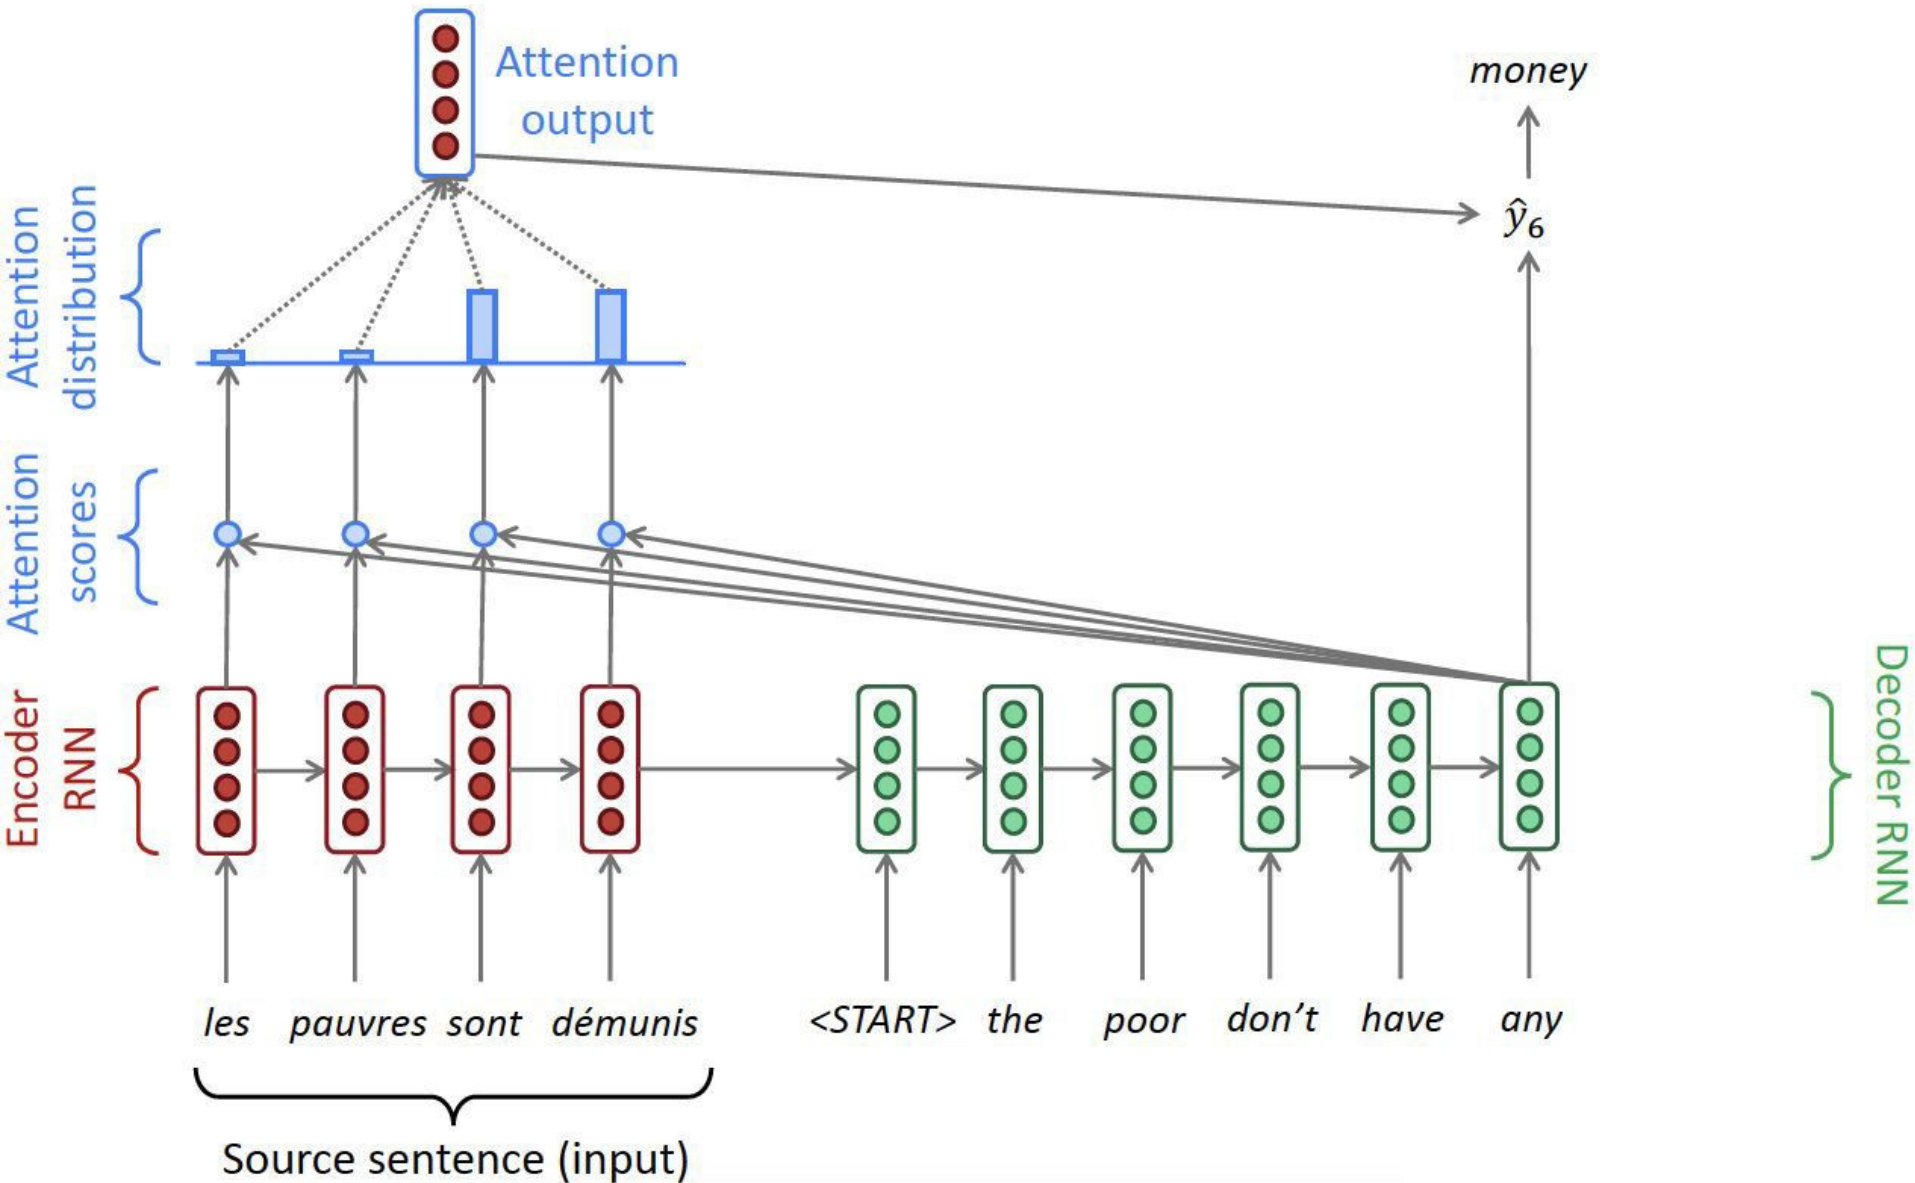 Attention
output
money
ŷ₆
Attention
distribution
Attention
scores
Encoder
RNN
Decoder RNN
les pauvres sont démunis
<START> the poor don't have any
Source sentence (input)